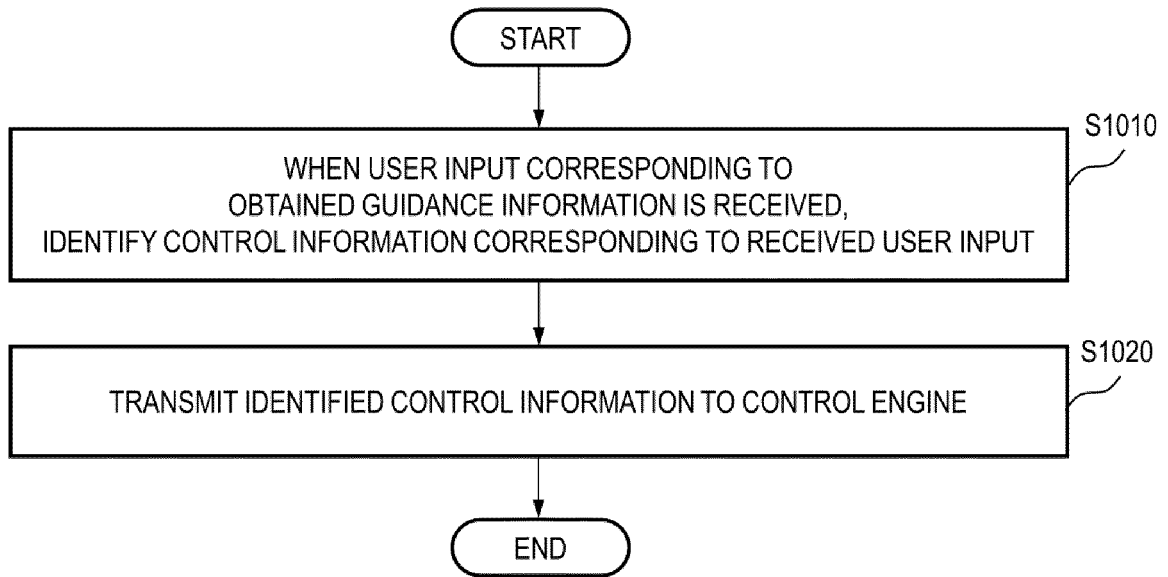 START
S1010
WHEN USER INPUT CORRESPONDING TO
OBTAINED GUIDANCE INFORMATION IS RECEIVED,
IDENTIFY CONTROL INFORMATION CORRESPONDING TO RECEIVED USER INPUT
S1020
TRANSMIT IDENTIFIED CONTROL INFORMATION TO CONTROL ENGINE
END